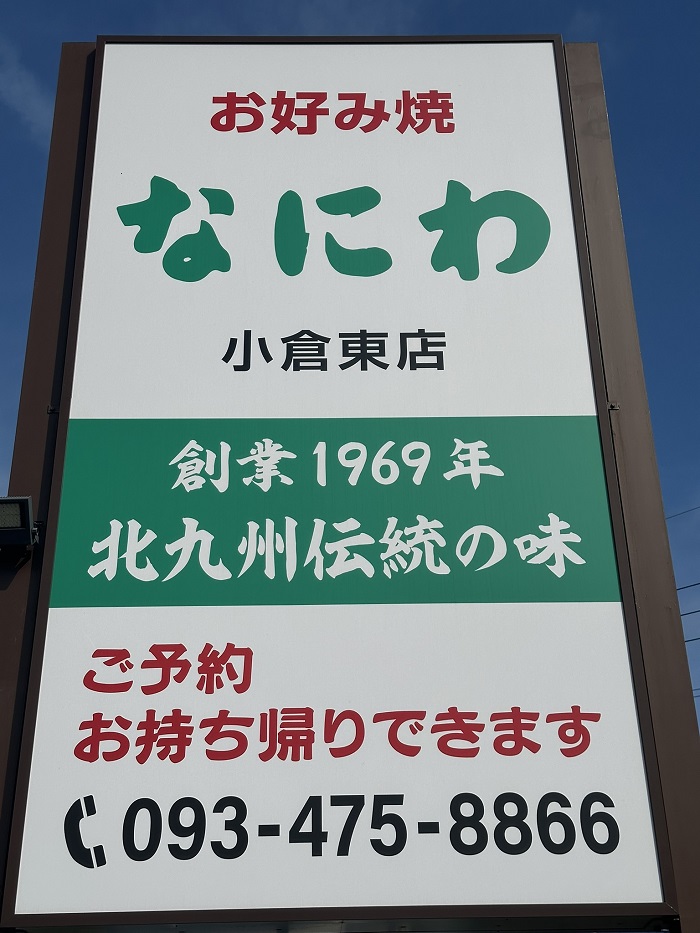 お好み焼
なにわ
小倉東店
創業1969年
北九州伝統の味
ご予約
お持ち帰りできます
093-475-8866